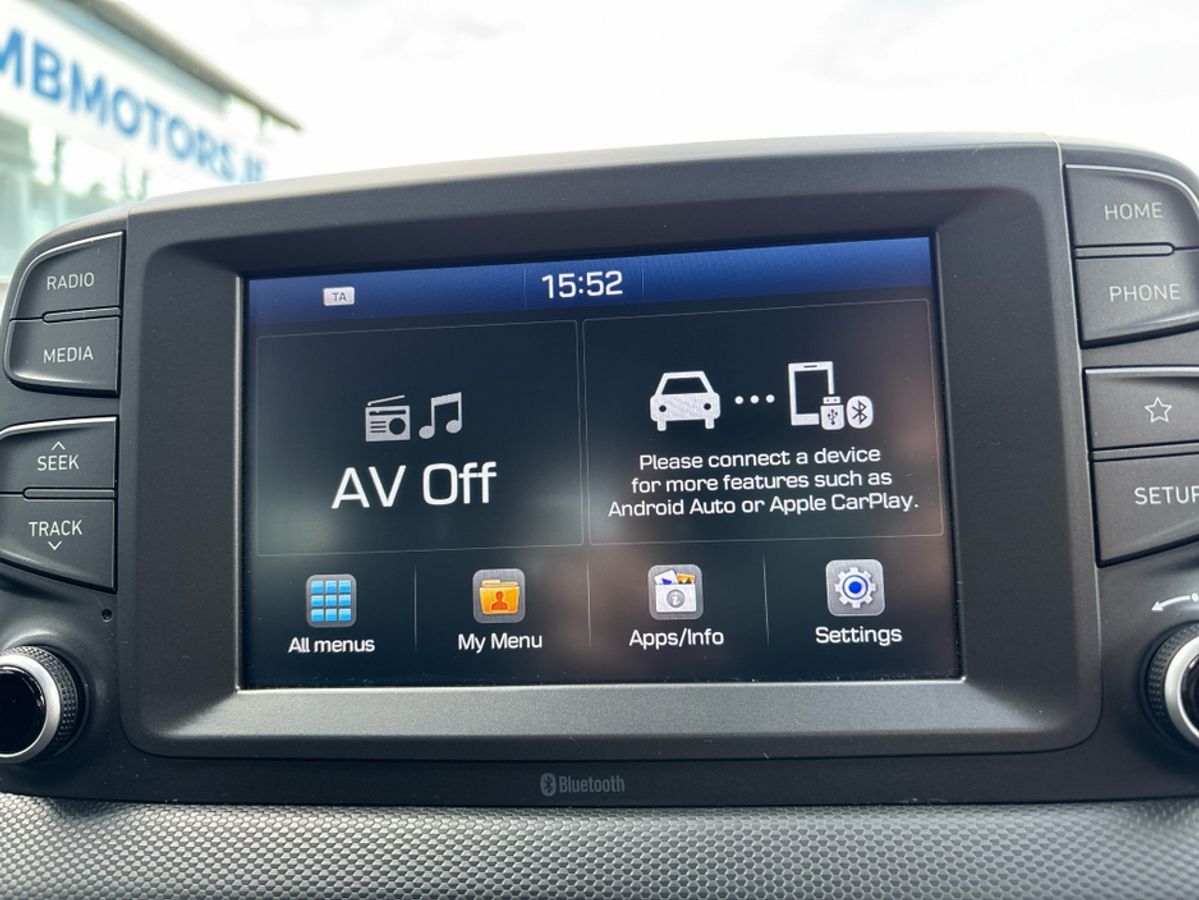 MBMOTORS.I
RADIO
MEDIA
SEEK
TRACK
TA
15:52
AV Off
Please connect a device
for more features such as
Android Auto or Apple CarPlay.
All menus
My Menu
Apps/Info
Settings
HOME
PHONE
SETUP
Bluetooth